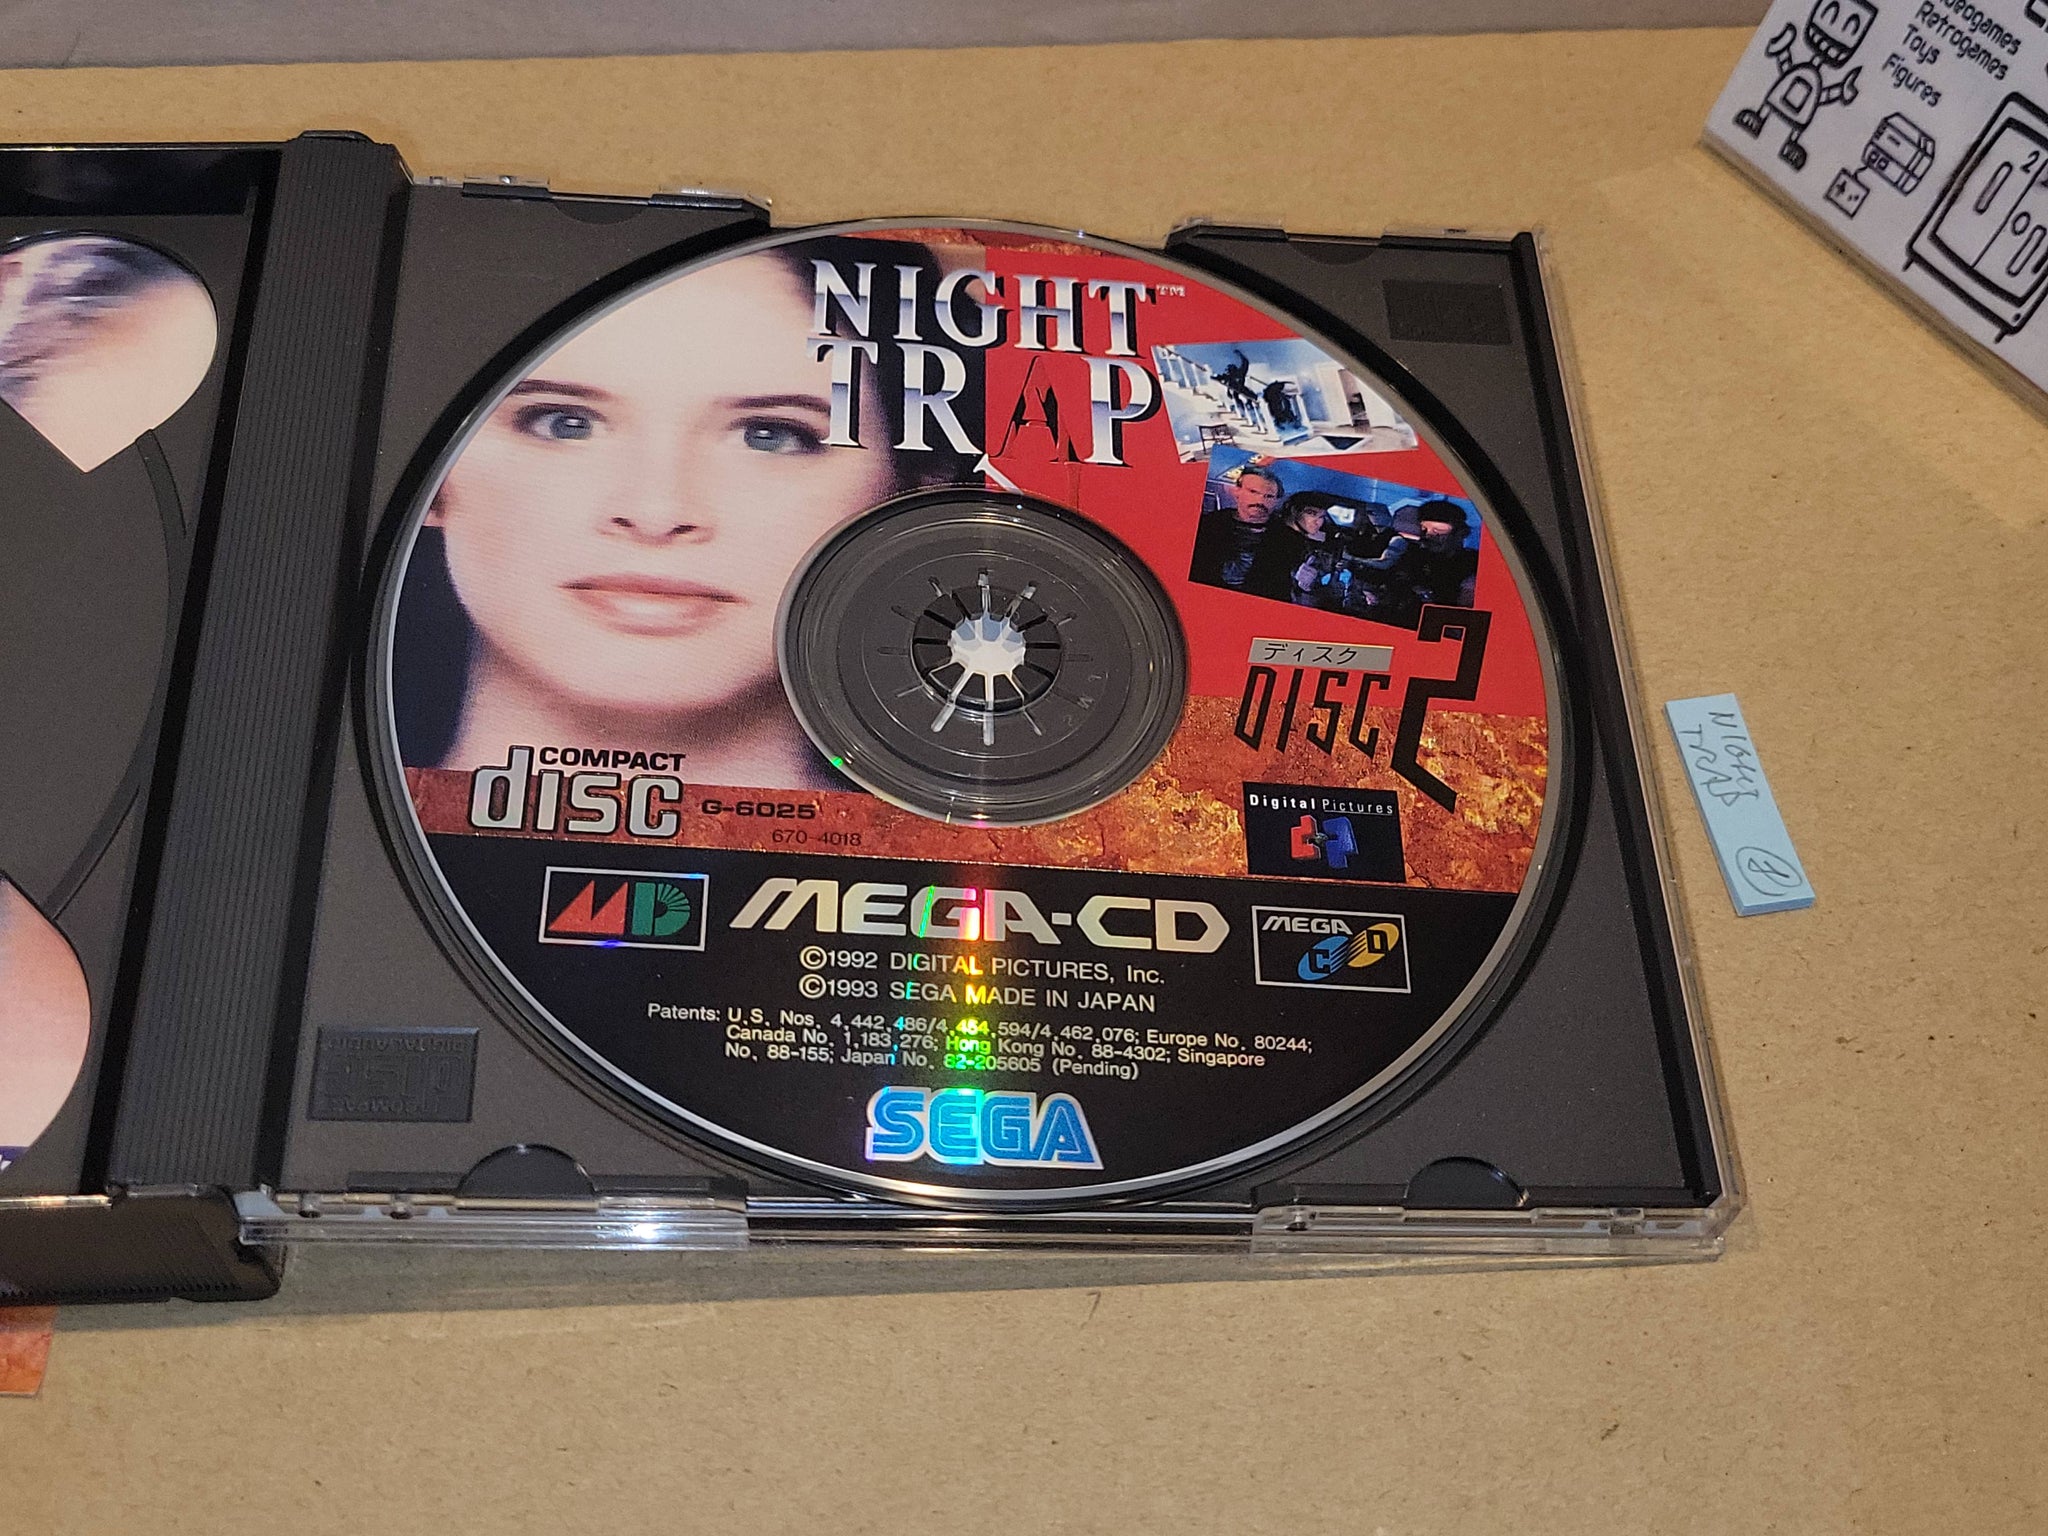 Videogames
Retrogames
Toys
Figures
2
NIGHT™
TRAP
ディスク
DISC 2
COMPACT
disc
G-6025
670-4018
Digital Pictures
MD
MEGA-CD
MEGA
CD
©1992 DIGITAL PICTURES, Inc.
©1993 SEGA MADE IN JAPAN
Patents: U.S. Nos. 4,442,486/4,454,594/4,462,076; Europe No. 80244;
Canada No. 1,183,276; Hong Kong No. 88-4302; Singapore
No. 88-155; Japan No. 82-205605 (Pending)
SEGA
NIGHT
TRAP